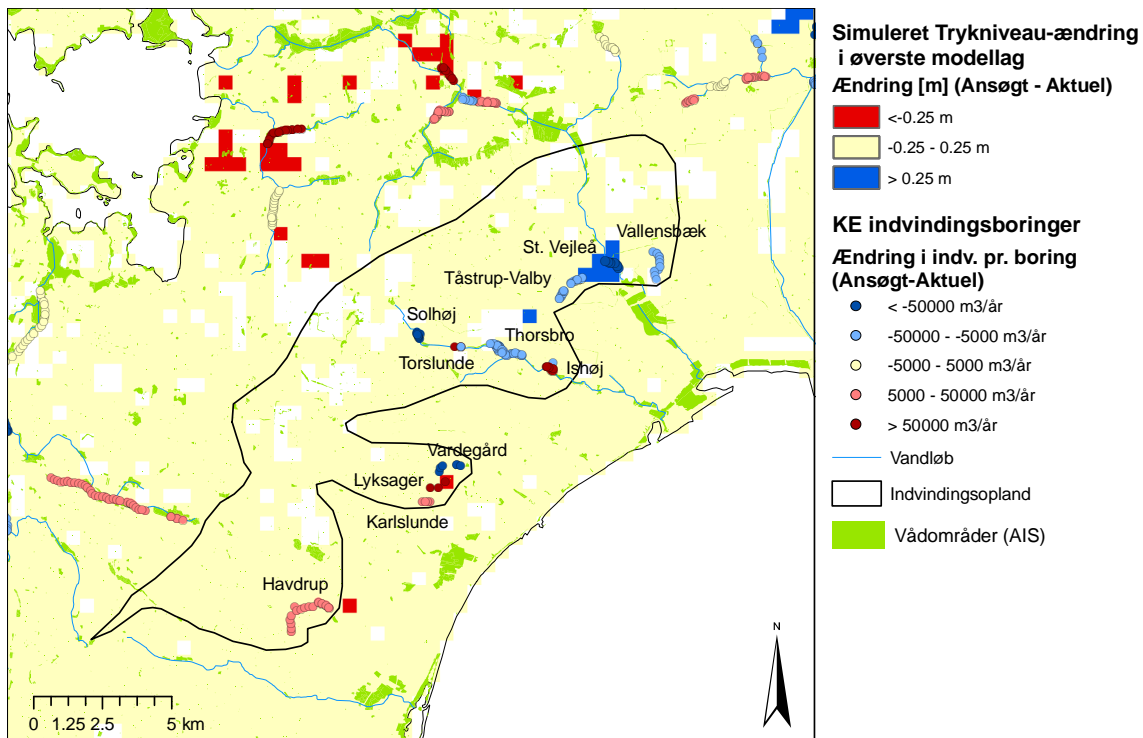 Simuleret Trykniveau-ændring
i øverste modellag
Ændring [m] (Ansøgt - Aktuel)
<-0.25 m
-0.25 - 0.25 m
> 0.25 m
KE indvindingsboringer
Ændring i indv. pr. boring
(Ansøgt-Aktuel)
< -50000 m3/år
-50000 - -5000 m3/år
-5000 - 5000 m3/år
5000 - 50000 m3/år
> 50000 m3/år
Vandløb
Indvindingsopland
Vådområder (AIS)
Vallensbæk
St. Vejleå
Tåstrup-Valby
Solhøj
Thorsbro
Torslunde
Ishøj
Vardegård
Lyksager
Karlslunde
Havdrup
N
0 1.25 2.5 5 km